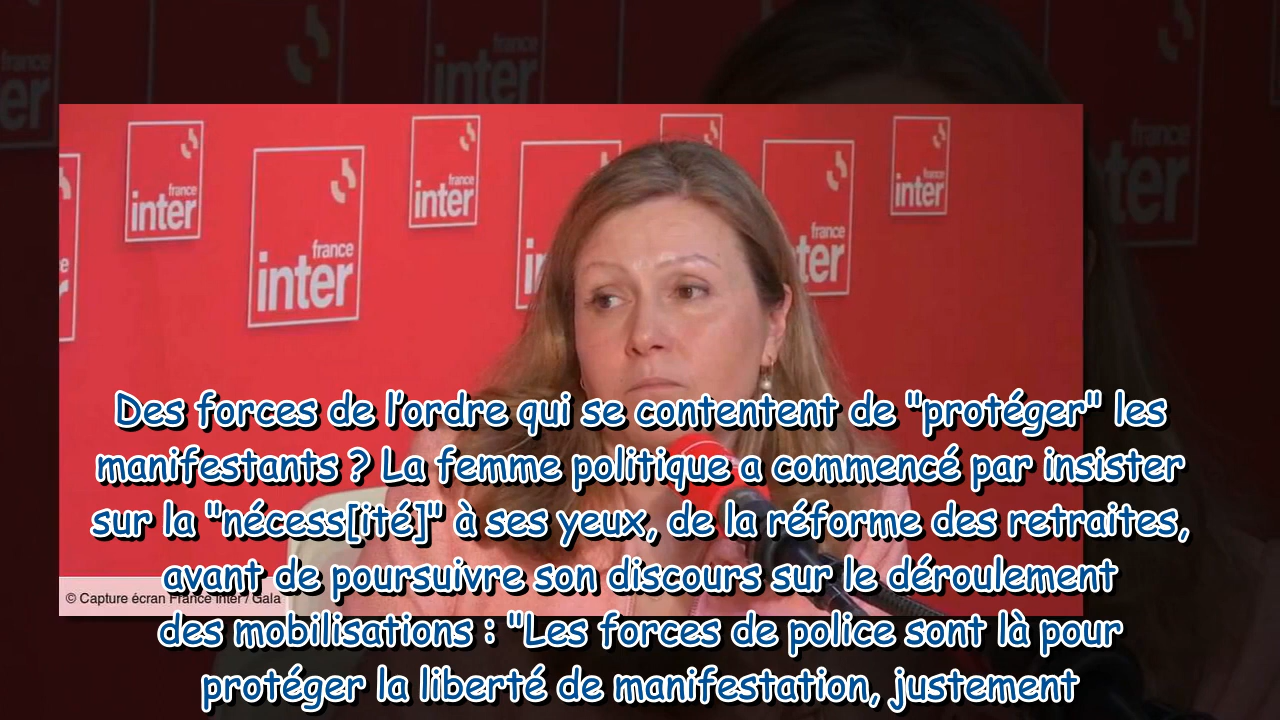 france
inter
france
inter
france
inter
france
inter
france
inter
inter
© Capture écran France Inter / Gala
Des forces de l’ordre qui se contentent de "protéger" les
manifestants ? La femme politique a commencé par insister
sur la "nécess[ité]" à ses yeux, de la réforme des retraites,
avant de poursuivre son discours sur le déroulement
des mobilisations : "Les forces de police sont là pour
protéger la liberté de manifestation, justement